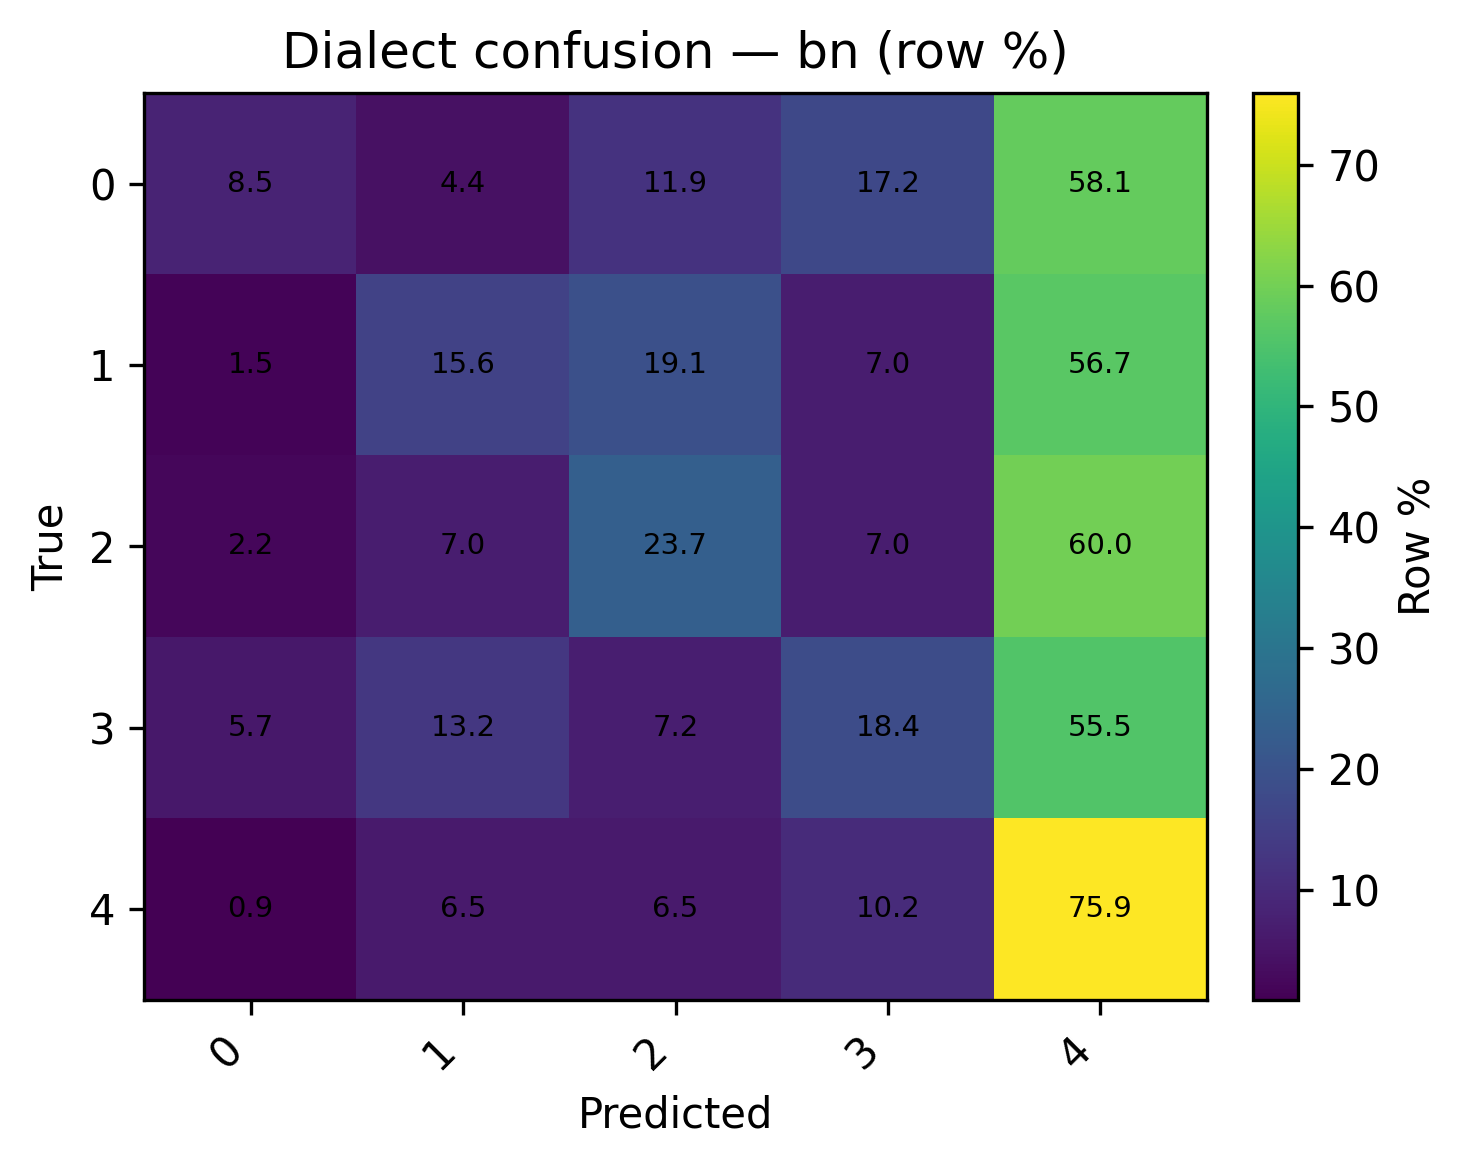 Dialect confusion — bn (row %)
0 8.5 4.4 11.9 17.2 58.1
1 1.5 15.6 19.1 7.0 56.7
2 2.2 7.0 23.7 7.0 60.0
3 5.7 13.2 7.2 18.4 55.5
4 0.9 6.5 6.5 10.2 75.9
0 1 2 3 4
Predicted
True
70
60
50
40
30
20
10
Row %